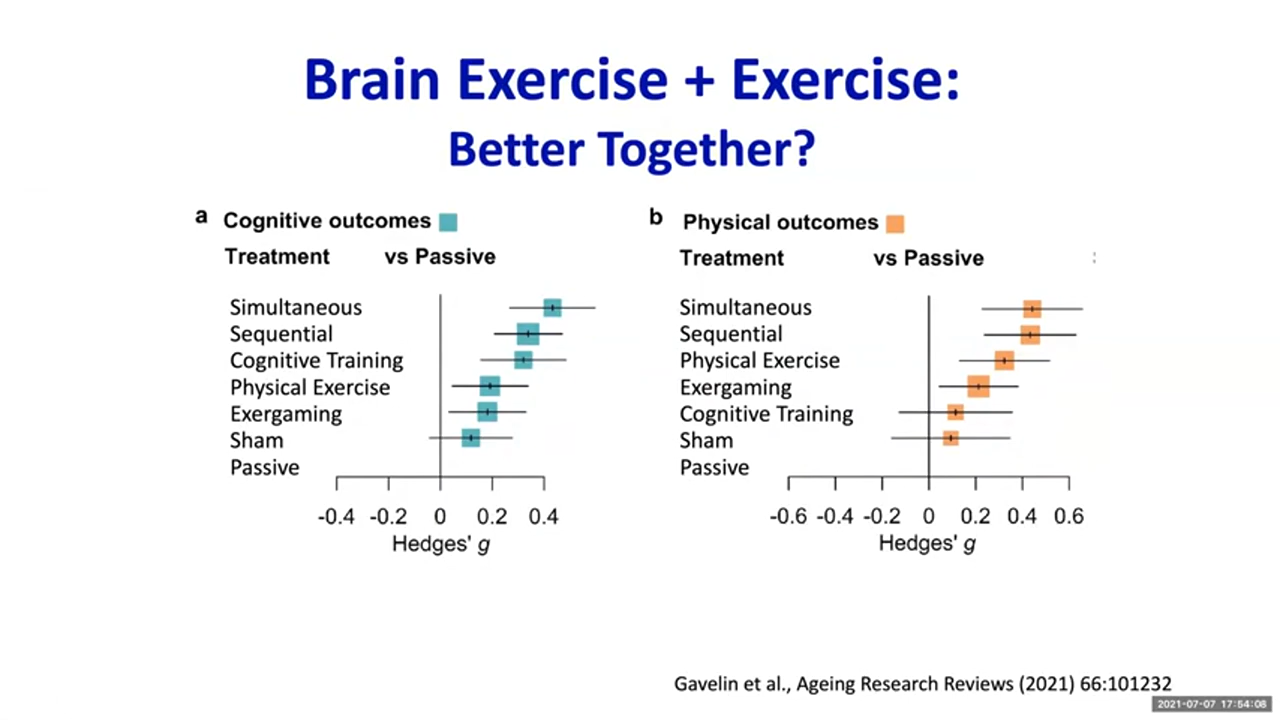 Brain Exercise + Exercise:
Better Together?
a Cognitive outcomes
Treatment vs Passive
Simultaneous
Sequential
Cognitive Training
Physical Exercise
Exergaming
Sham
Passive
-0.4 -0.2 0 0.2 0.4
Hedges' g
b Physical outcomes
Treatment vs Passive
Simultaneous
Sequential
Physical Exercise
Exergaming
Cognitive Training
Sham
Passive
-0.6 -0.4 -0.2 0 0.2 0.4 0.6
Hedges' g
Gavelin et al., Ageing Research Reviews (2021) 66:101232
2021-07-07 17:54:08